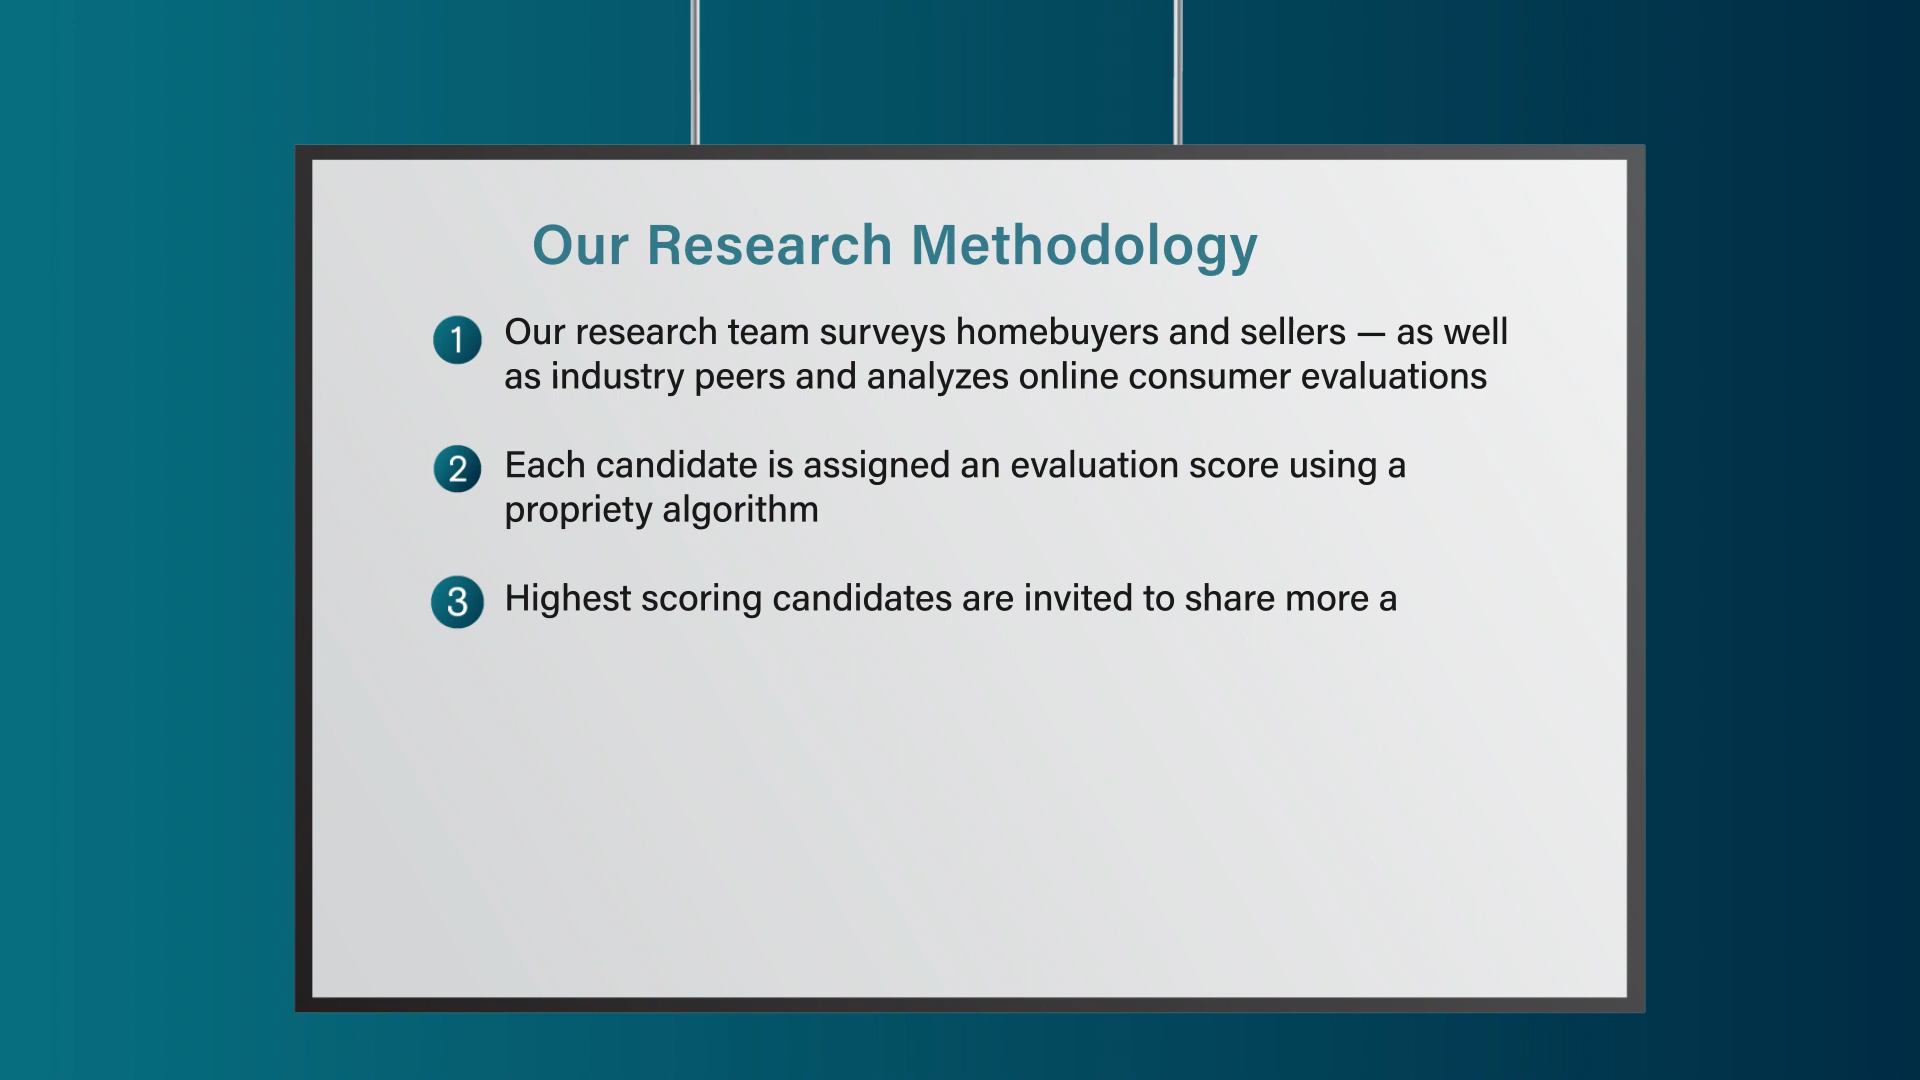 Our Research Methodology
1 Our research team surveys homebuyers and sellers — as well
as industry peers and analyzes online consumer evaluations
2 Each candidate is assigned an evaluation score using a
propriety algorithm
3 Highest scoring candidates are invited to share more a